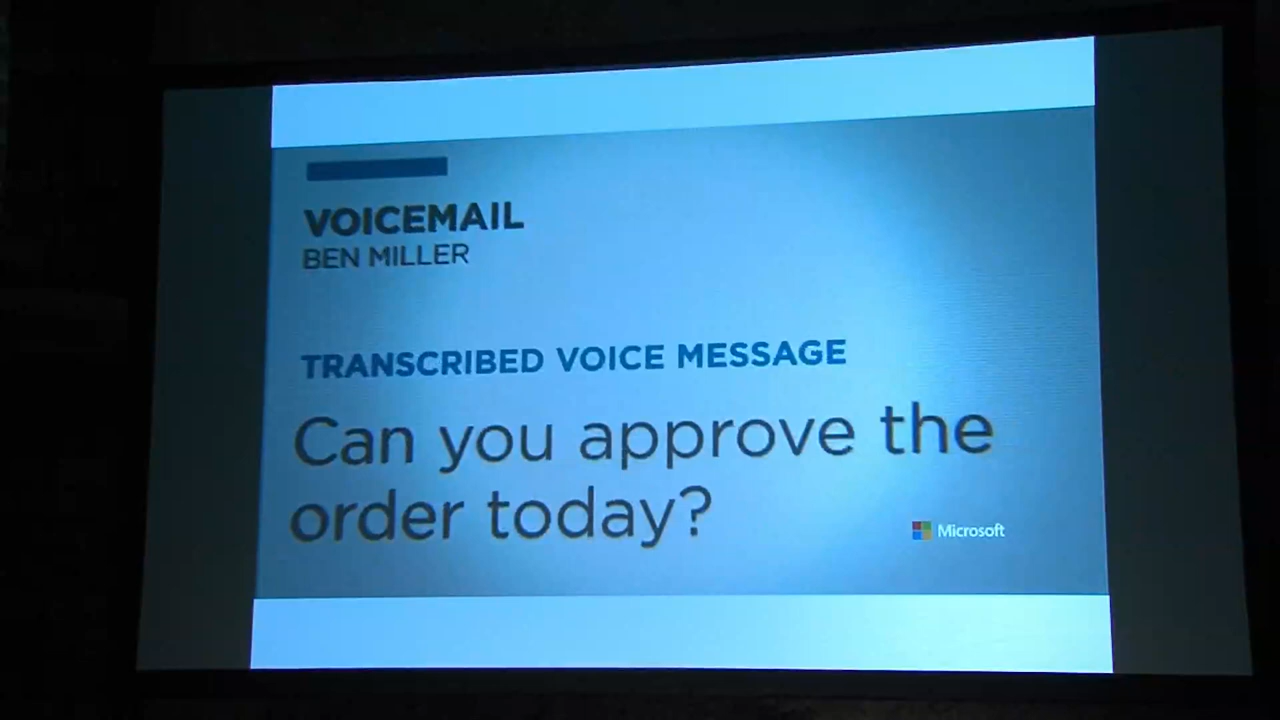 VOICEMAIL
BEN MILLER
TRANSCRIBED VOICE MESSAGE
Can you approve the
order today?
Microsoft